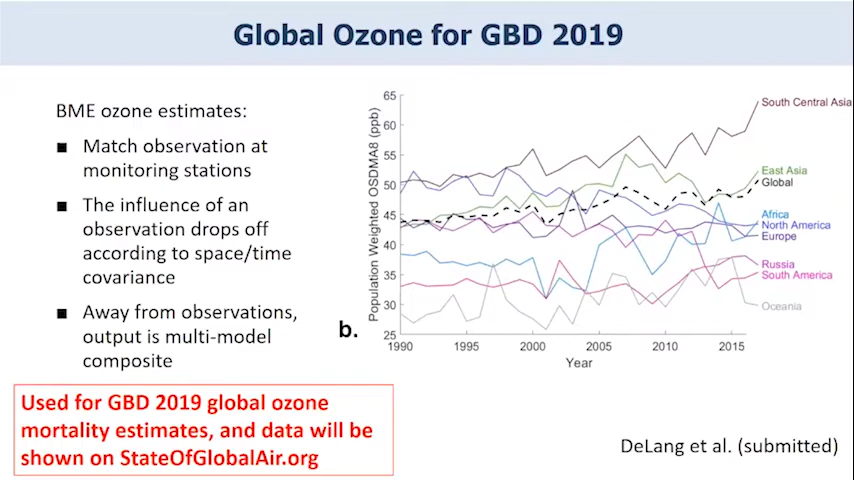 Global Ozone for GBD 2019
BME ozone estimates:
■ Match observation at
monitoring stations
■ The influence of an
observation drops off
according to space/time
covariance
■ Away from observations,
output is multi-model
composite
Used for GBD 2019 global ozone
mortality estimates, and data will be
shown on StateOfGlobalAir.org
b.
Population Weighted OSDMA8 (ppb)
65
60
55
50
45
40
35
30
25
1990
1995
2000
2005
2010
2015
Year
South Central Asia
East Asia
Global
Africa
North America
Europe
Russia
South America
Oceania
DeLang et al. (submitted)